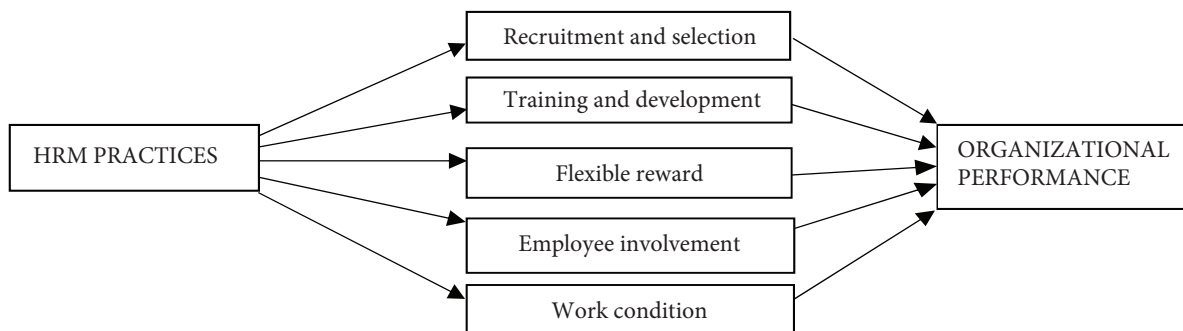 Recruitment and selection
Training and development
HRM PRACTICES
Flexible reward
ORGANIZATIONAL
PERFORMANCE
Employee involvement
Work condition